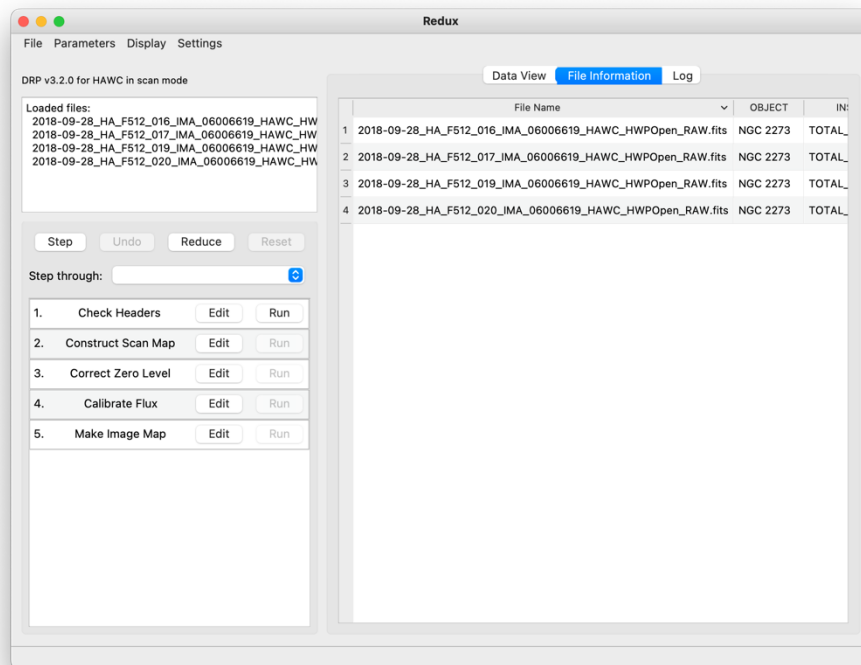 Redux
File Parameters Display Settings
DRP v3.2.0 for HAWC in scan mode
Loaded files:
2018-09-28_HA_F512_016_IMA_06006619_HAWC_HW
2018-09-28_HA_F512_017_IMA_06006619_HAWC_HW
2018-09-28_HA_F512_019_IMA_06006619_HAWC_HW
2018-09-28_HA_F512_020_IMA_06006619_HAWC_HW
Step Undo Reduce Reset
Step through:
1. Check Headers Edit Run
2. Construct Scan Map Edit Run
3. Correct Zero Level Edit Run
4. Calibrate Flux Edit Run
5. Make Image Map Edit Run
Data View File Information Log
File Name OBJECT INS
1 2018-09-28_HA_F512_016_IMA_06006619_HAWC_HWPOpen_RAW.fits NGC 2273 TOTAL_
2 2018-09-28_HA_F512_017_IMA_06006619_HAWC_HWPOpen_RAW.fits NGC 2273 TOTAL_
3 2018-09-28_HA_F512_019_IMA_06006619_HAWC_HWPOpen_RAW.fits NGC 2273 TOTAL_
4 2018-09-28_HA_F512_020_IMA_06006619_HAWC_HWPOpen_RAW.fits NGC 2273 TOTAL_